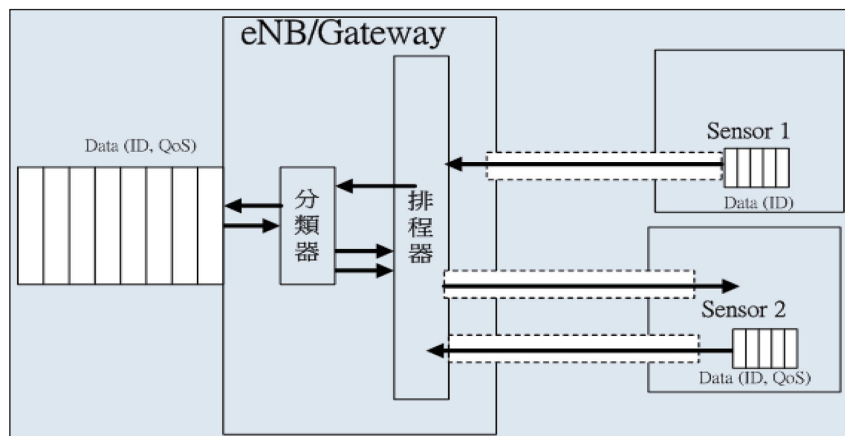 eNB/Gateway
Data (ID, QoS)
分類器
排程器
Sensor 1
Data (ID)
Sensor 2
Data (ID, QoS)